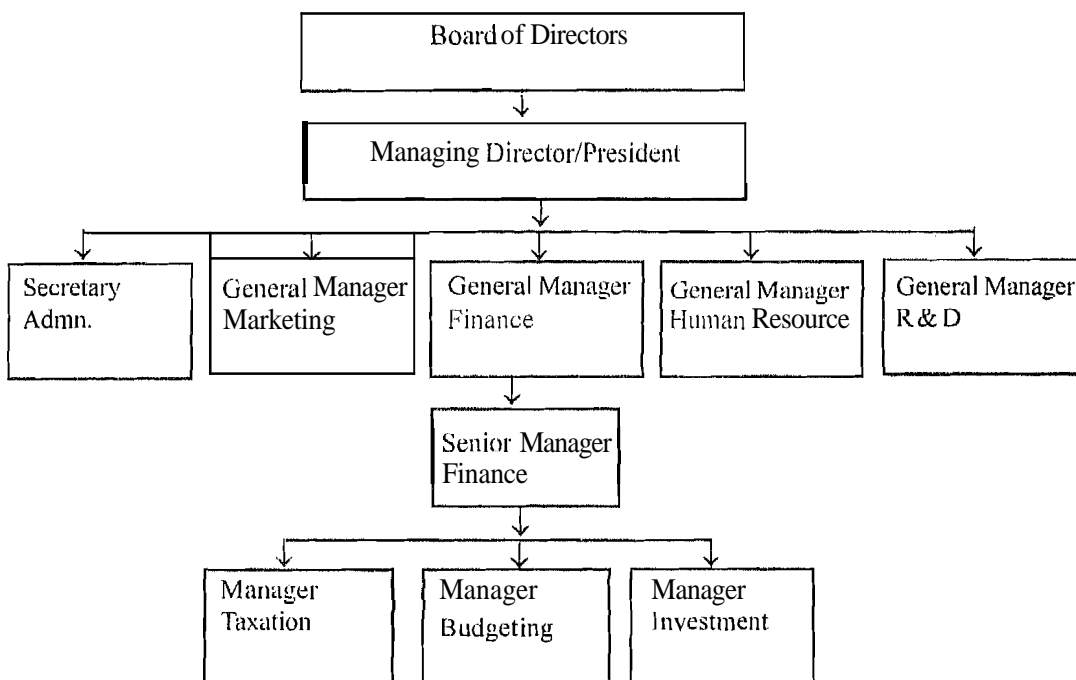 Board of Directors
Managing Director/President
Secretary
Admn.
General Manager
Marketing
General Manager
Finance
General Manager
Human Resource
General Manager
R & D
Senior Manager
Finance
Manager
Taxation
Manager
Budgeting
Manager
Investment